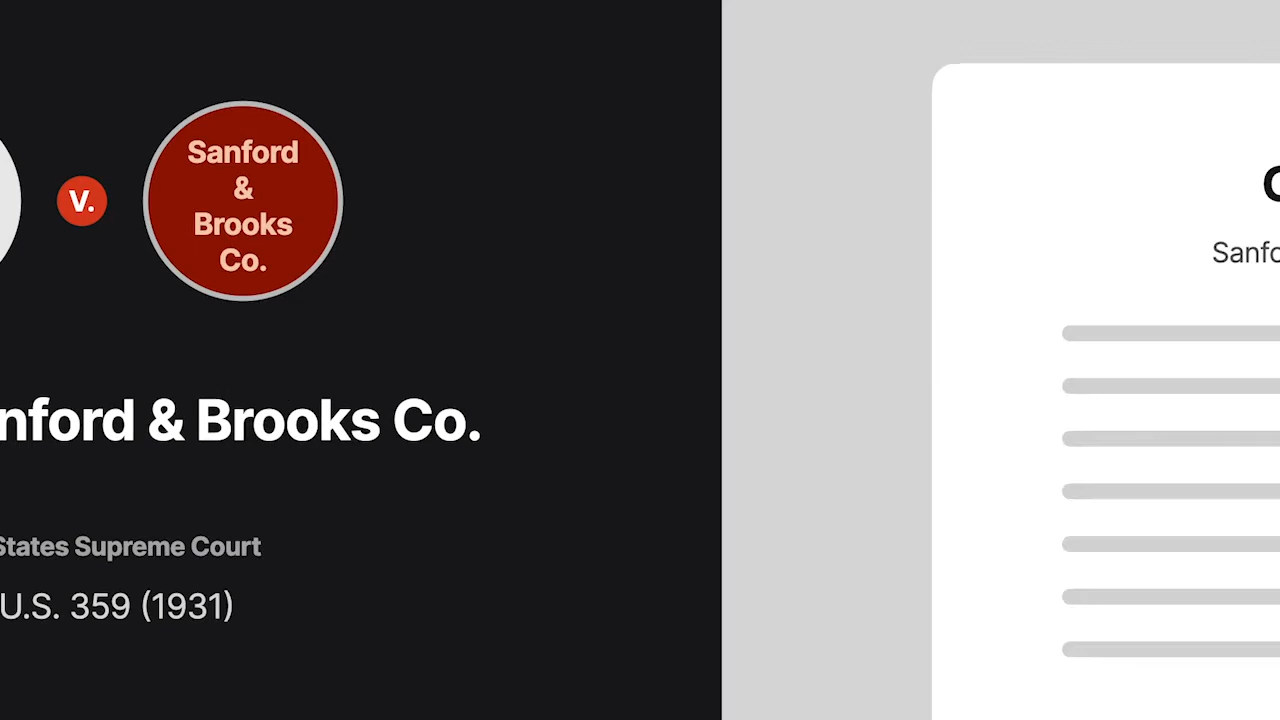 V.
Sanford
&
Brooks
Co.
nford & Brooks Co.
States Supreme Court
U.S. 359 (1931)
Sanfo